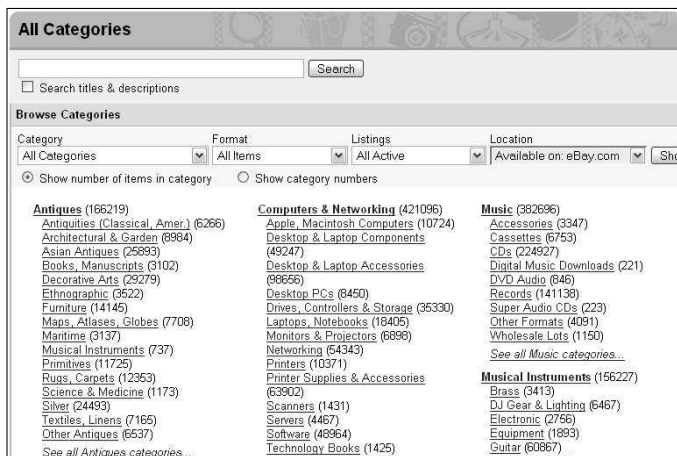 All Categories
Search
Search titles & descriptions
Browse Categories
Category Format Listings Location
All Categories All Items All Active Available on: eBay.com Sho
Show number of items in category Show category numbers
Antiques (166219)
Antiquities (Classical, Amer.) (6266)
Architectural & Garden (8984)
Asian Antiques (25893)
Books, Manuscripts (3102)
Decorative Arts (29279)
Ethnographic (3522)
Furniture (14145)
Maps, Atlases, Globes (7708)
Maritime (3137)
Musical Instruments (737)
Primitives (11725)
Rugs, Carpets (12353)
Science & Medicine (1173)
Silver (24493)
Textiles, Linens (7165)
Other Antiques (6537)
See all Antiques categories...
Computers & Networking (421096)
Apple, Macintosh Computers (10724)
Desktop & Laptop Components
(49247)
Desktop & Laptop Accessories
(98656)
Desktop PCs (8450)
Drives, Controllers & Storage (35330)
Laptops, Notebooks (18405)
Monitors & Projectors (6898)
Networking (54343)
Printers (10371)
Printer Supplies & Accessories
(63902)
Scanners (1431)
Servers (4467)
Software (48964)
Technology Books (1425)
Music (382696)
Accessories (3347)
Cassettes (6753)
CDs (224927)
Digital Music Downloads (221)
DVD Audio (846)
Records (141138)
Super Audio CDs (223)
Other Formats (4091)
Wholesale Lots (1150)
See all Music categories...
Musical Instruments (156227)
Brass (3413)
DJ Gear & Lighting (6467)
Electronic (2756)
Equipment (1893)
Guitar (60867)